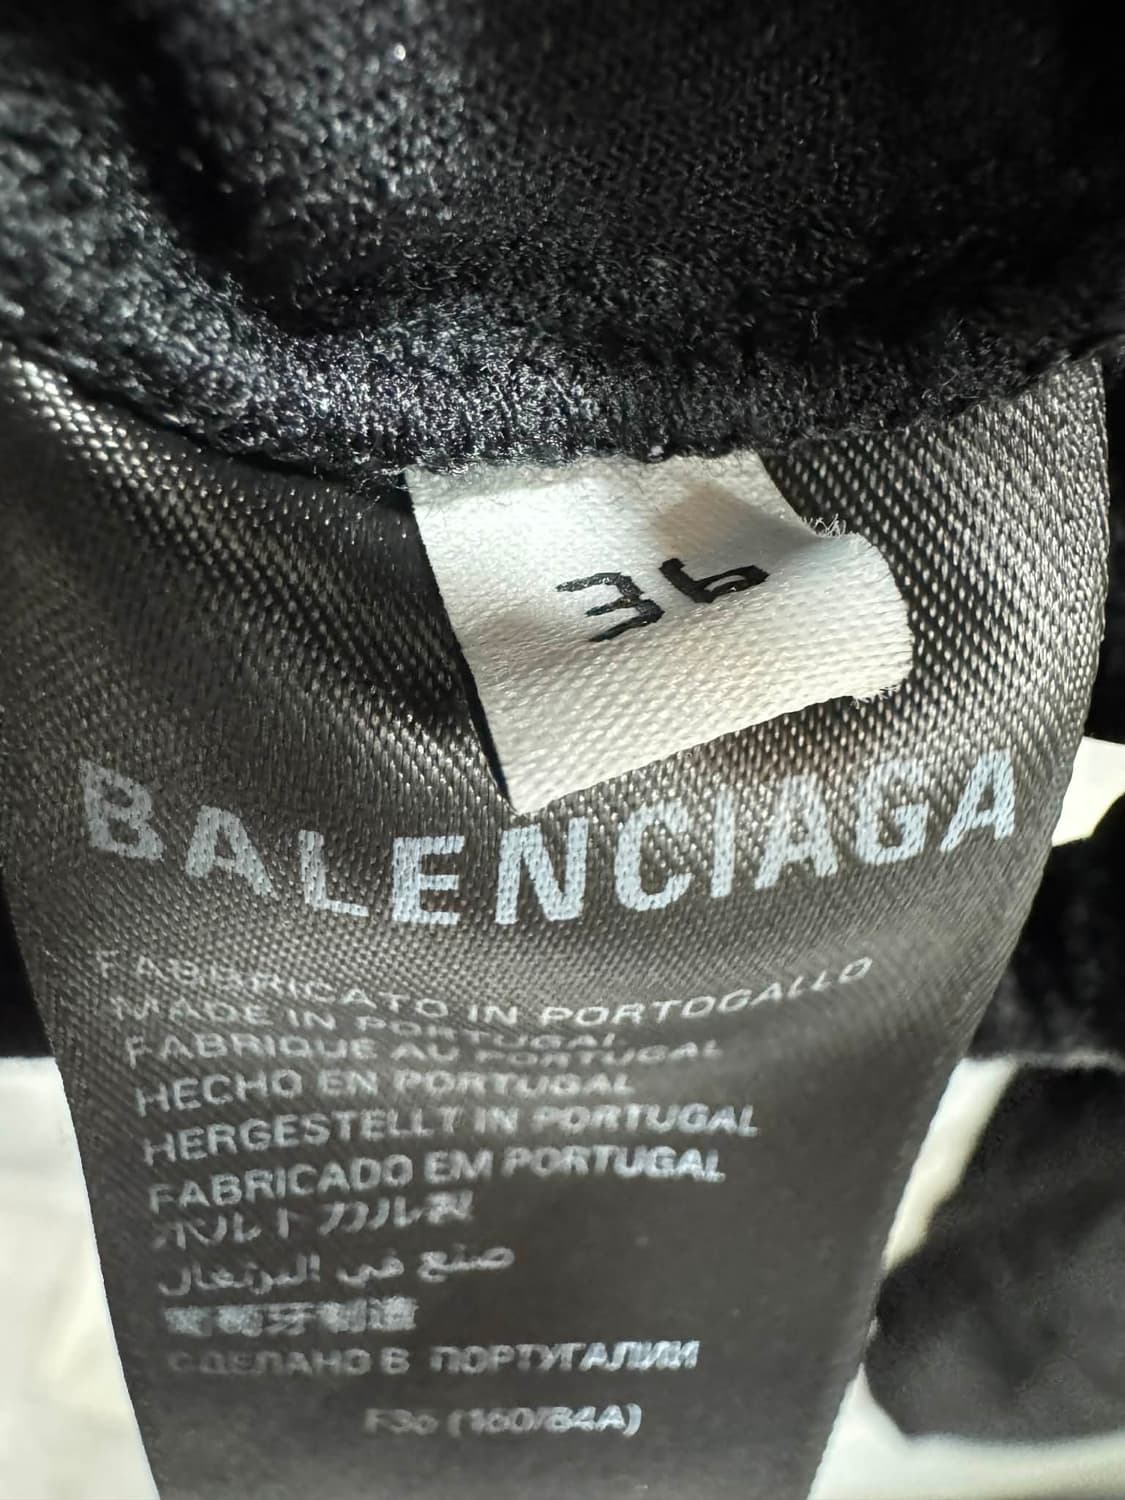 36
BALENCIAGA
FABBRICATO IN PORTOGALLO
MADE IN PORTUGAL
FABRIQUE AU PORTUGAL
HECHO EN PORTUGAL
HERGESTELLT IN PORTUGAL
FABRICADO EM PORTUGAL
ポルトガル製
صنع في البرتغال
葡萄牙制造
СДЕЛАНО В ПОРТУГАЛИИ
F36 (160/84A)